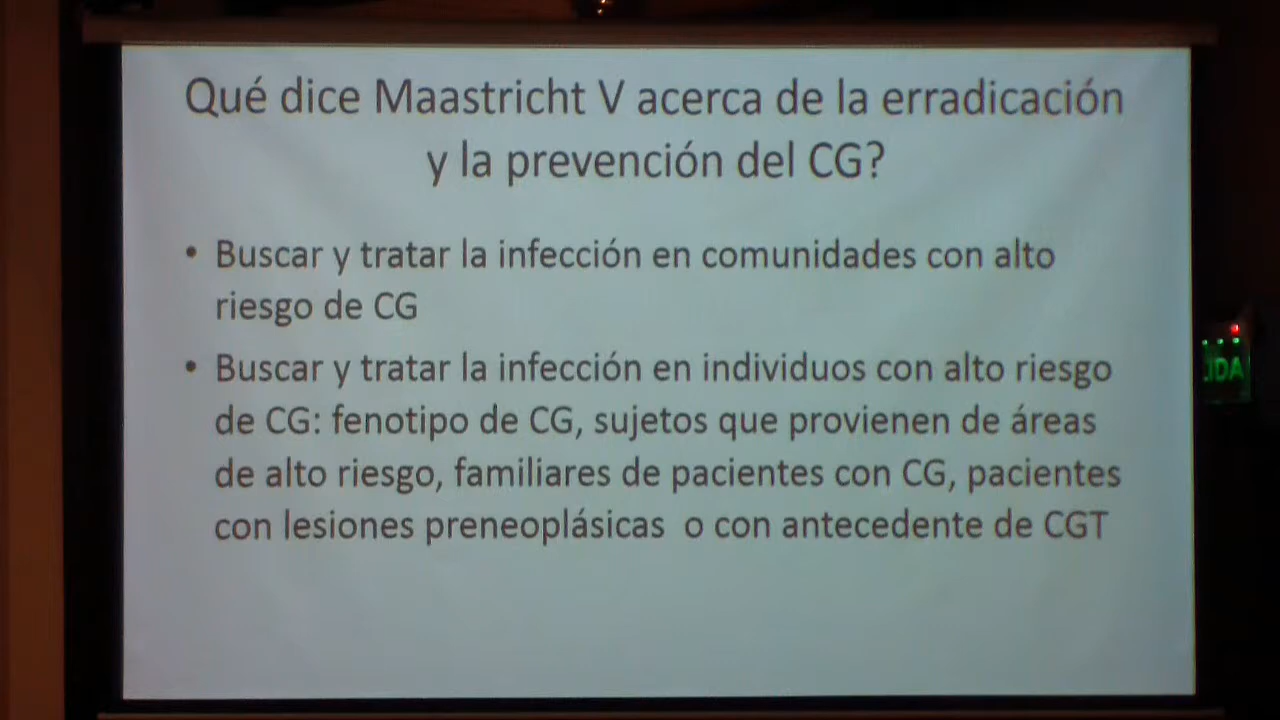 Qué dice Maastricht V acerca de la erradicación
y la prevención del CG?
• Buscar y tratar la infección en comunidades con alto
riesgo de CG
• Buscar y tratar la infección en individuos con alto riesgo
de CG: fenotipo de CG, sujetos que provienen de áreas
de alto riesgo, familiares de pacientes con CG, pacientes
con lesiones preneoplásicas o con antecedente de CGT
IDA